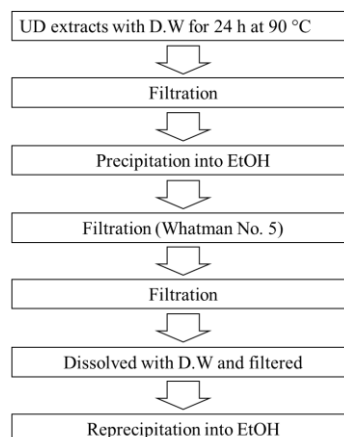 UD extracts with D.W for 24 h at 90 °C
Filtration
Precipitation into EtOH
Filtration (Whatman No. 5)
Filtration
Dissolved with D.W and filtered
Reprecipitation into EtOH